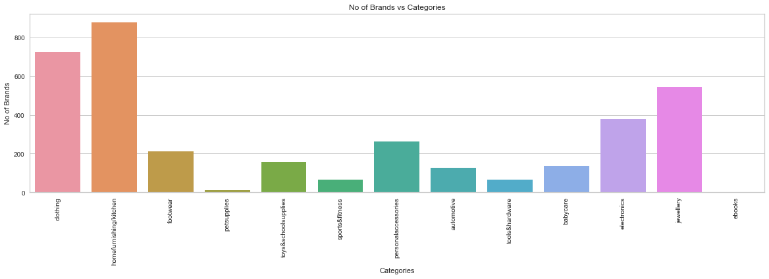 No of Brands vs Categories
No of Brands
800
600
400
200
0
clothing
homefurnishing/kitchen
footwear
petsupplies
toys&schoolsupplies
sports&fitness
personalaccessories
automotive
tools&hardware
babycare
electronics
jewellery
ebooks
Categories